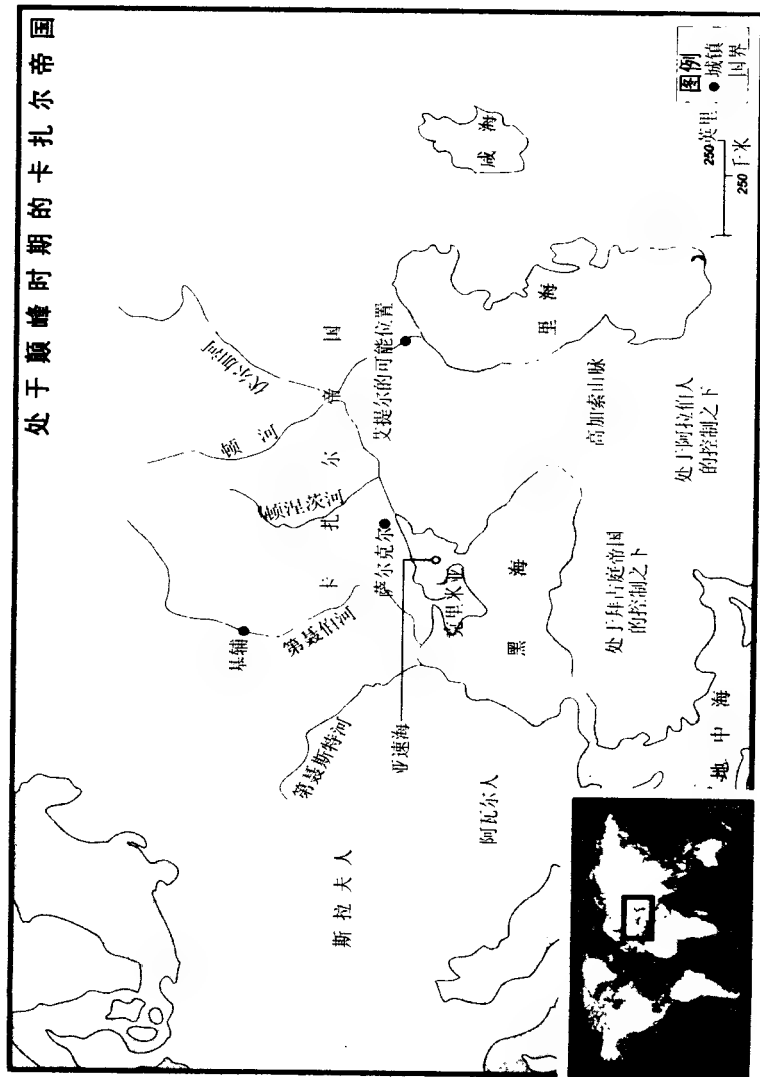 处于颠峰时期的卡扎尔帝国
伏尔加河
顿河
顿涅茨河
第聂伯河
第聂斯特河
基辅
卡扎尔帝国
萨尔克尔
艾提尔的可能位置
咸海
里海
高加索山脉
处于阿拉伯人
的控制之下
克里米亚
黑海
亚速海
处于拜占庭帝国
的控制之下
地中海
阿瓦尔人
斯拉夫人
图例
城镇
国界
250英里
250千米